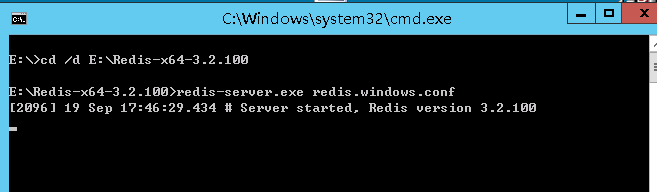 C:\Windows\system32\cmd.exe
E:\>cd /d E:\Redis-x64-3.2.100
E:\Redis-x64-3.2.100>redis-server.exe redis.windows.conf
[2096] 19 Sep 17:46:29.434 # Server started, Redis version 3.2.100